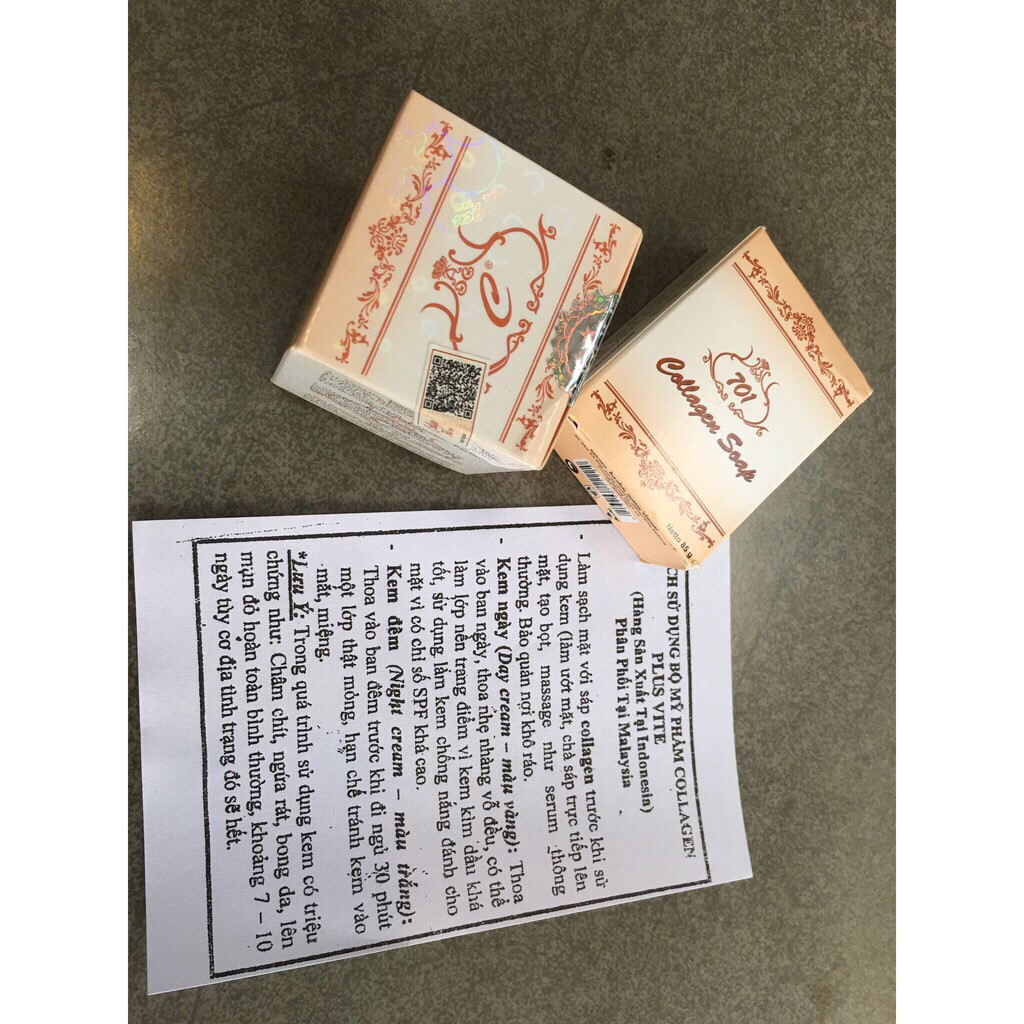 CH SỬ DỤNG BỘ MỸ PHẨM COLLAGEN
PLUS VITE
(Hàng Sản Xuất Tại Indonesia)
Phân Phối Tại Malaysia
- Làm sạch mặt với sáp collagen trước khi sử
dụng kem (làm ướt mặt, chà sáp trực tiếp lên
mặt, tạo bọt, massage như serum thông
thường. Bảo quản nơi khô ráo.
- Kem ngày (Day cream – màu vàng): Thoa
vào ban ngày, thoa nhẹ nhàng vỗ đều, có thể
làm lớp nền trang điểm vì kem kìm dầu khá
tốt, sử dụng làm kem chống nắng đánh cho
mặt vì có chỉ số SPF khá cao.
- Kem đêm (Night cream – màu trắng):
Thoa vào ban đêm trước khi đi ngủ 30 phút
một lớp thật mỏng, hạn chế tránh kem vào
mắt, miệng.
*Lưu Ý: Trong quá trình sử dụng kem có triệu
chứng như: Châm chít, ngứa rát, bong da, lên
mụn đỏ hoàn toàn bình thường, khoảng 7 – 10
ngày tùy cơ địa tình trạng đó sẽ hết.
701
Collagen Soap
Netto 85 g